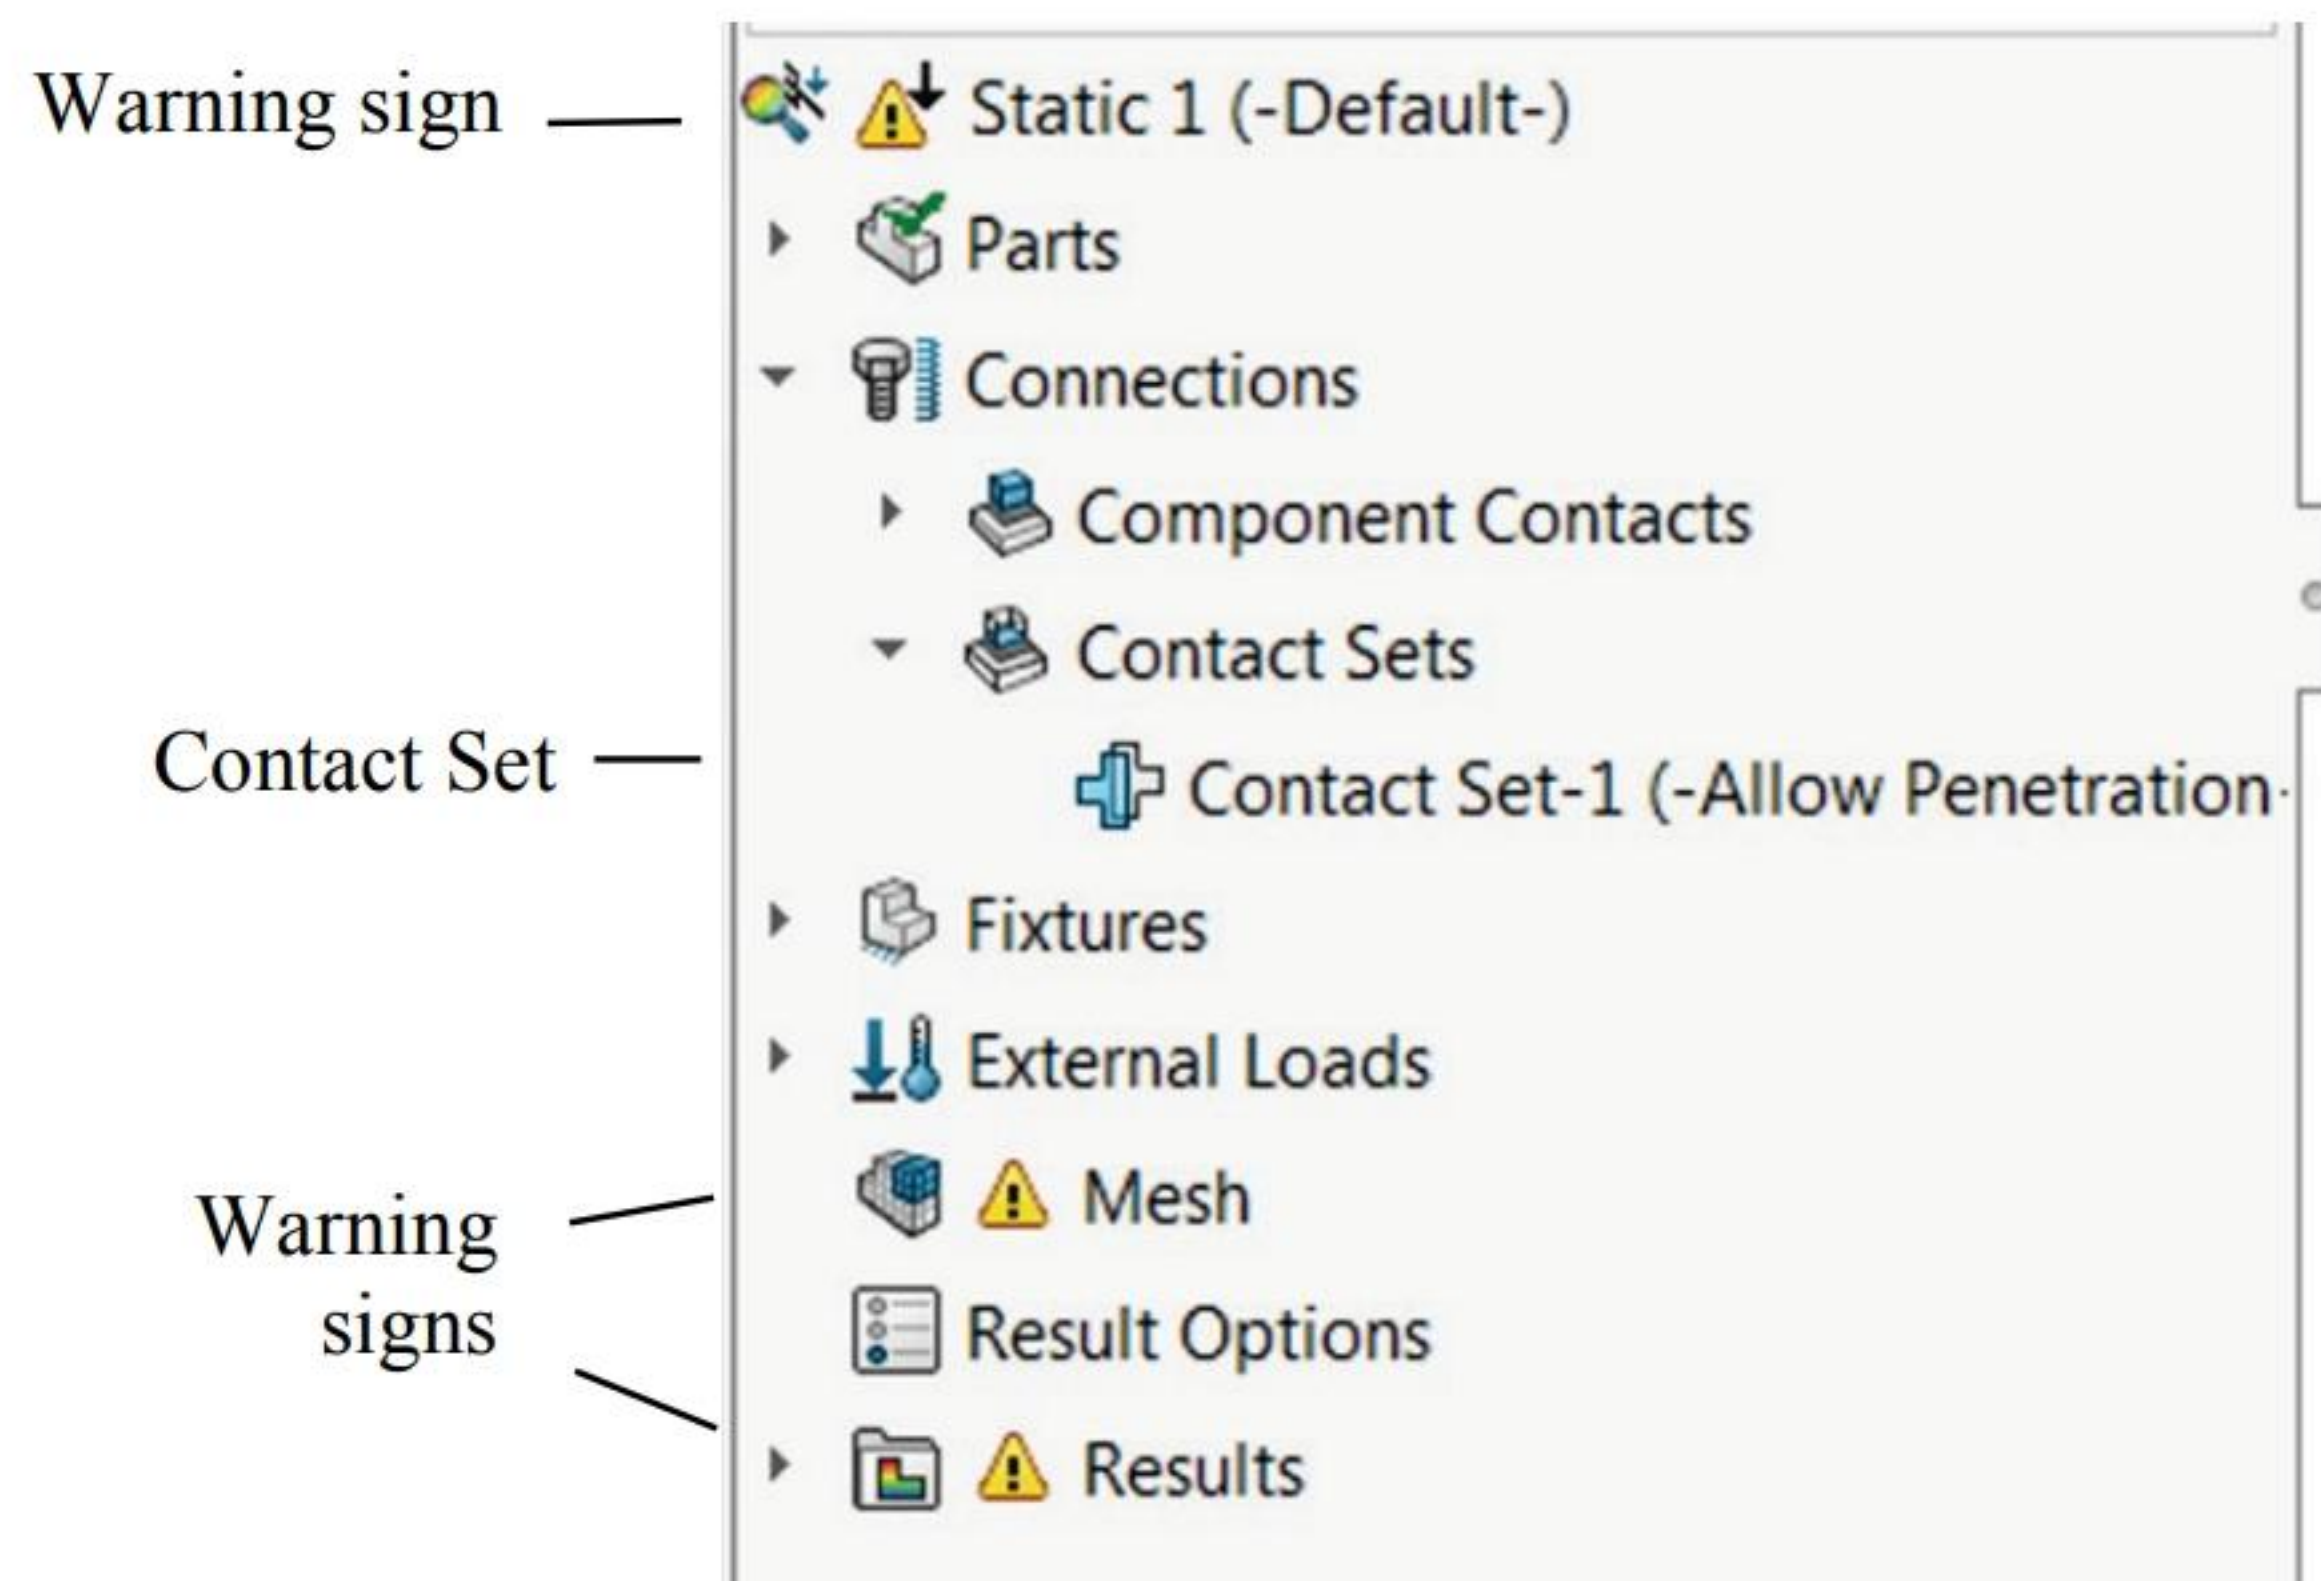 Warning sign
Static 1 (-Default-)
Parts
Connections
Component Contacts
Contact Sets
Contact Set
Contact Set-1 (-Allow Penetration-
Fixtures
External Loads
Warning
signs
Mesh
Result Options
Results